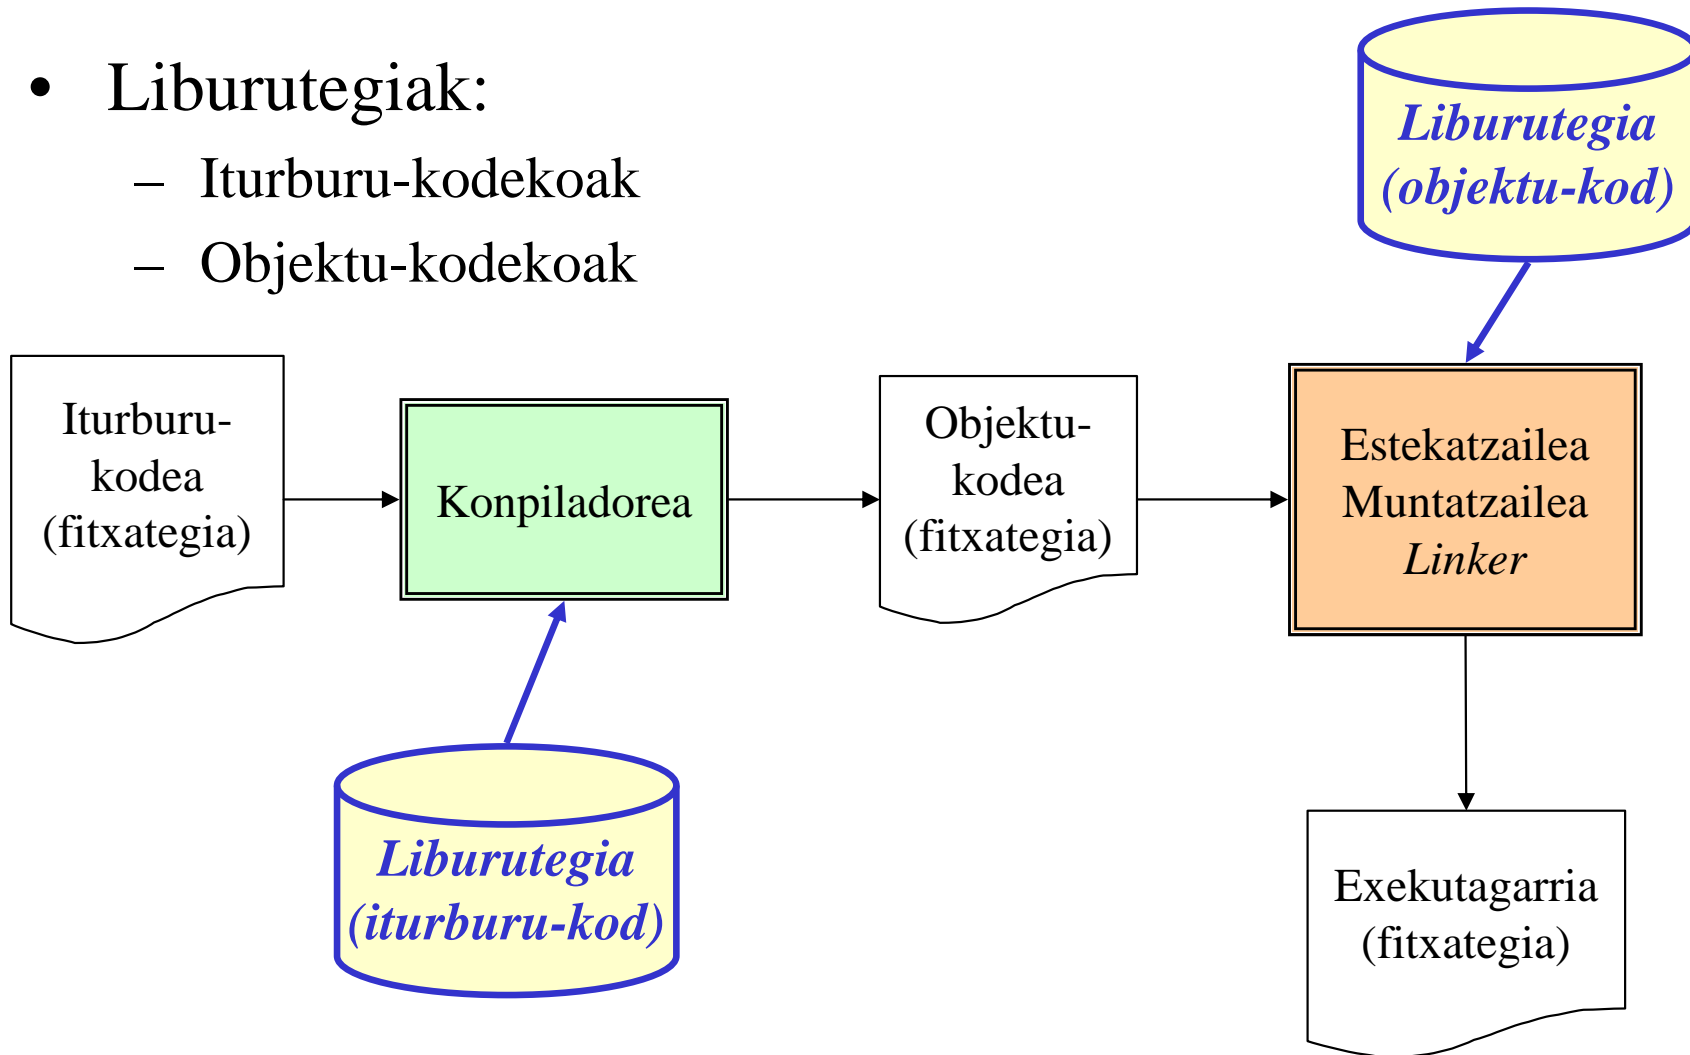 • Liburutegiak:
– Iturburu-kodekoak
– Objektu-kodekoak
Liburutegia
(objektu-kod)
Iturburu-
kodea
(fitxategia)
Konpiladorea
Objektu-
kodea
(fitxategia)
Estekatzailea
Muntatzailea
Linker
Liburutegia
(iturburu-kod)
Exekutagarria
(fitxategia)